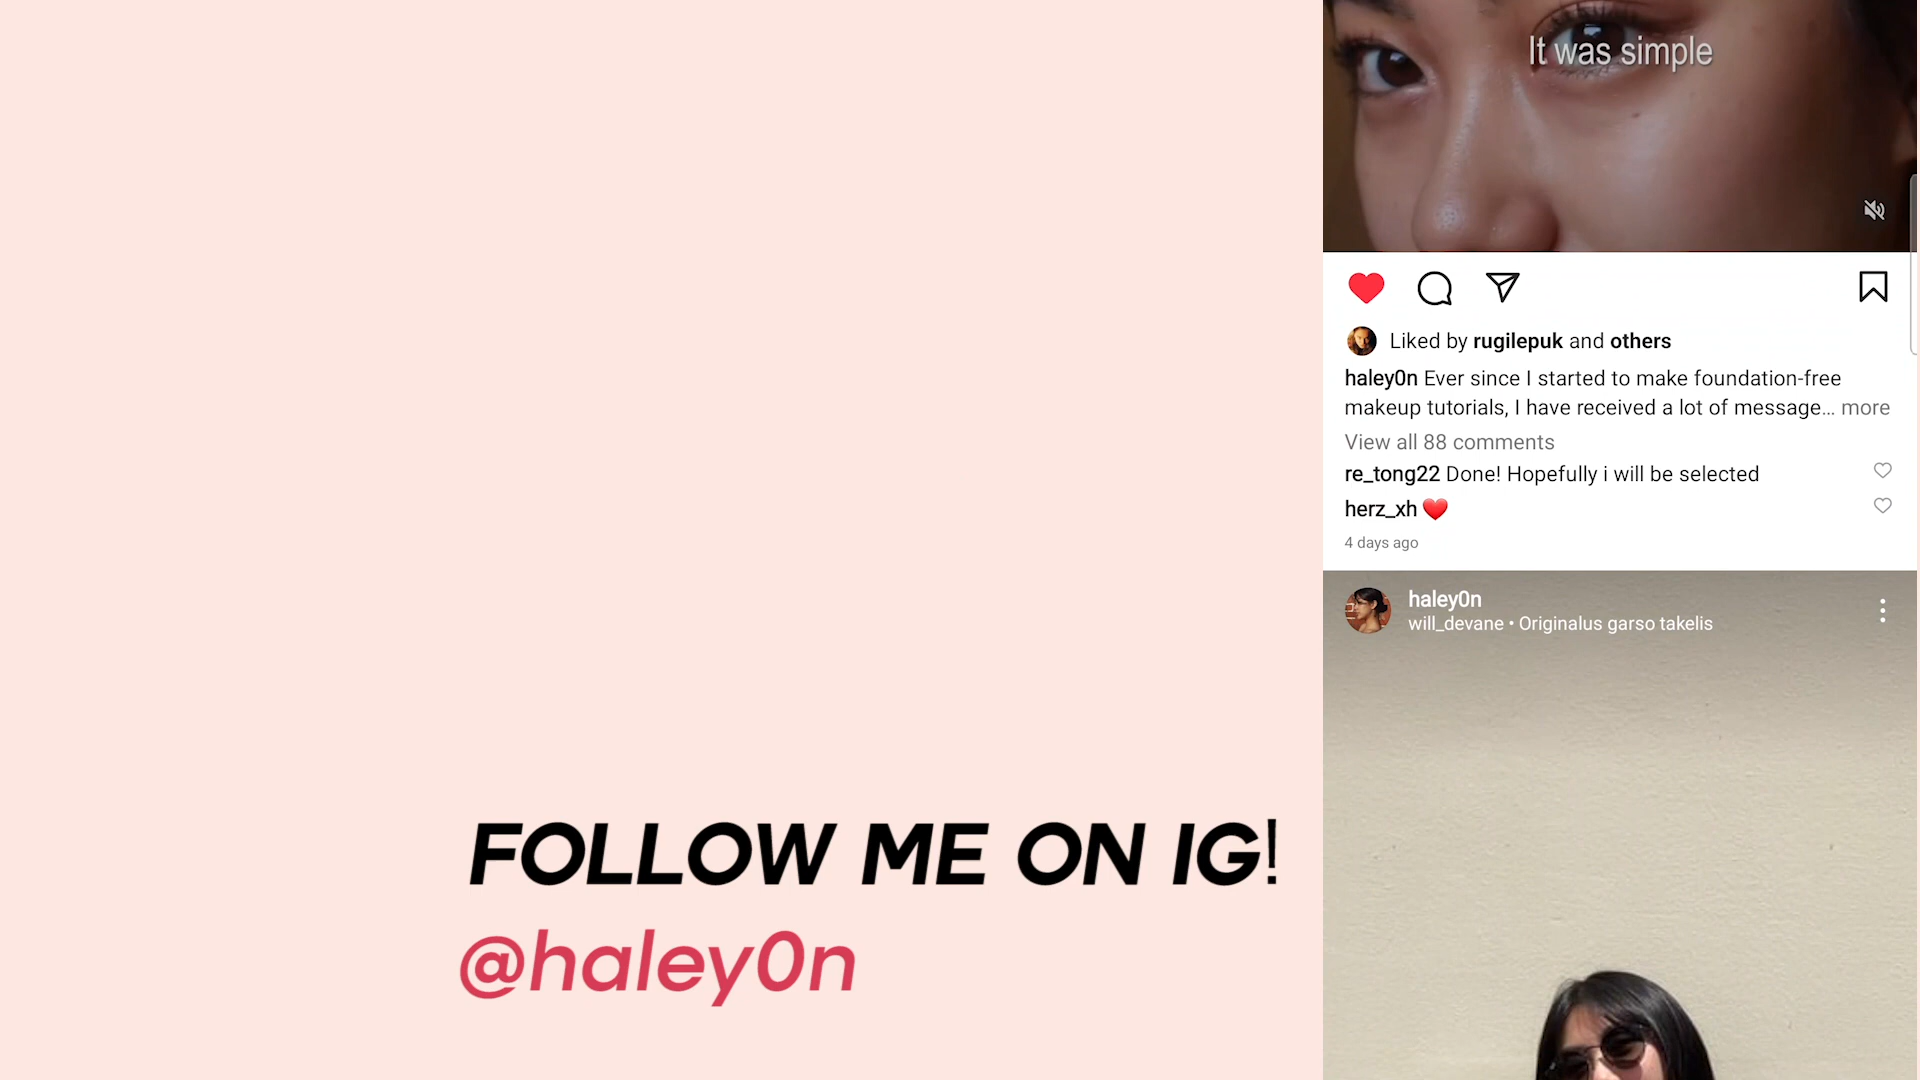 It was simple
Liked by rugilepuk and others
haley0n Ever since I started to make foundation-free
makeup tutorials, I have received a lot of message... more
View all 88 comments
re_tong22 Done! Hopefully i will be selected
herz_xh ❤️
4 days ago
haley0n
will_devane • Originalus garso takelis
FOLLOW ME ON IG!
@haley0n